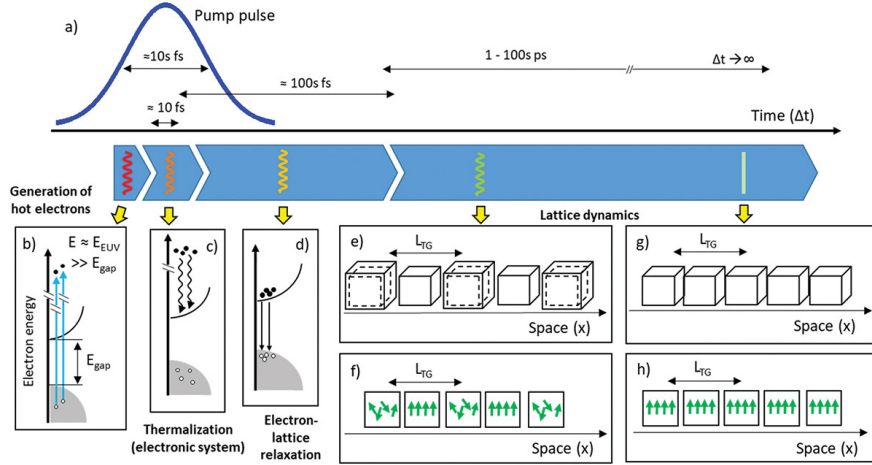 a)
Pump pulse
≈10s fs
1 - 100s ps
Δt → ∞
≈ 100s fs
≈ 10 fs
Time (Δt)
Generation of
hot electrons
Lattice dynamics
b)
E ≈ E_EUV
>> E_gap
Electron energy
E_gap
c)
Thermalization
(electronic system)
d)
Electron-
lattice
relaxation
e)
L_TG
Space (x)
f)
L_TG
Space (x)
g)
L_TG
Space (x)
h)
L_TG
Space (x)